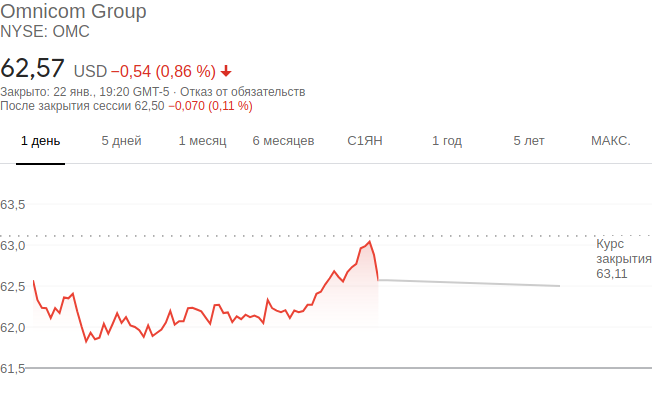 Omnicom Group
NYSE: OMC
62,57 USD −0,54 (0,86 %)
Закрыто: 22 янв., 19:20 GMT-5 · Отказ от обязательств
После закрытия сессии 62,50 −0,070 (0,11 %)
1 день 5 дней 1 месяц 6 месяцев С1ЯН 1 год 5 лет МАКС.
63,5
63,0
62,5
62,0
61,5
Курс
закрытия
63,11